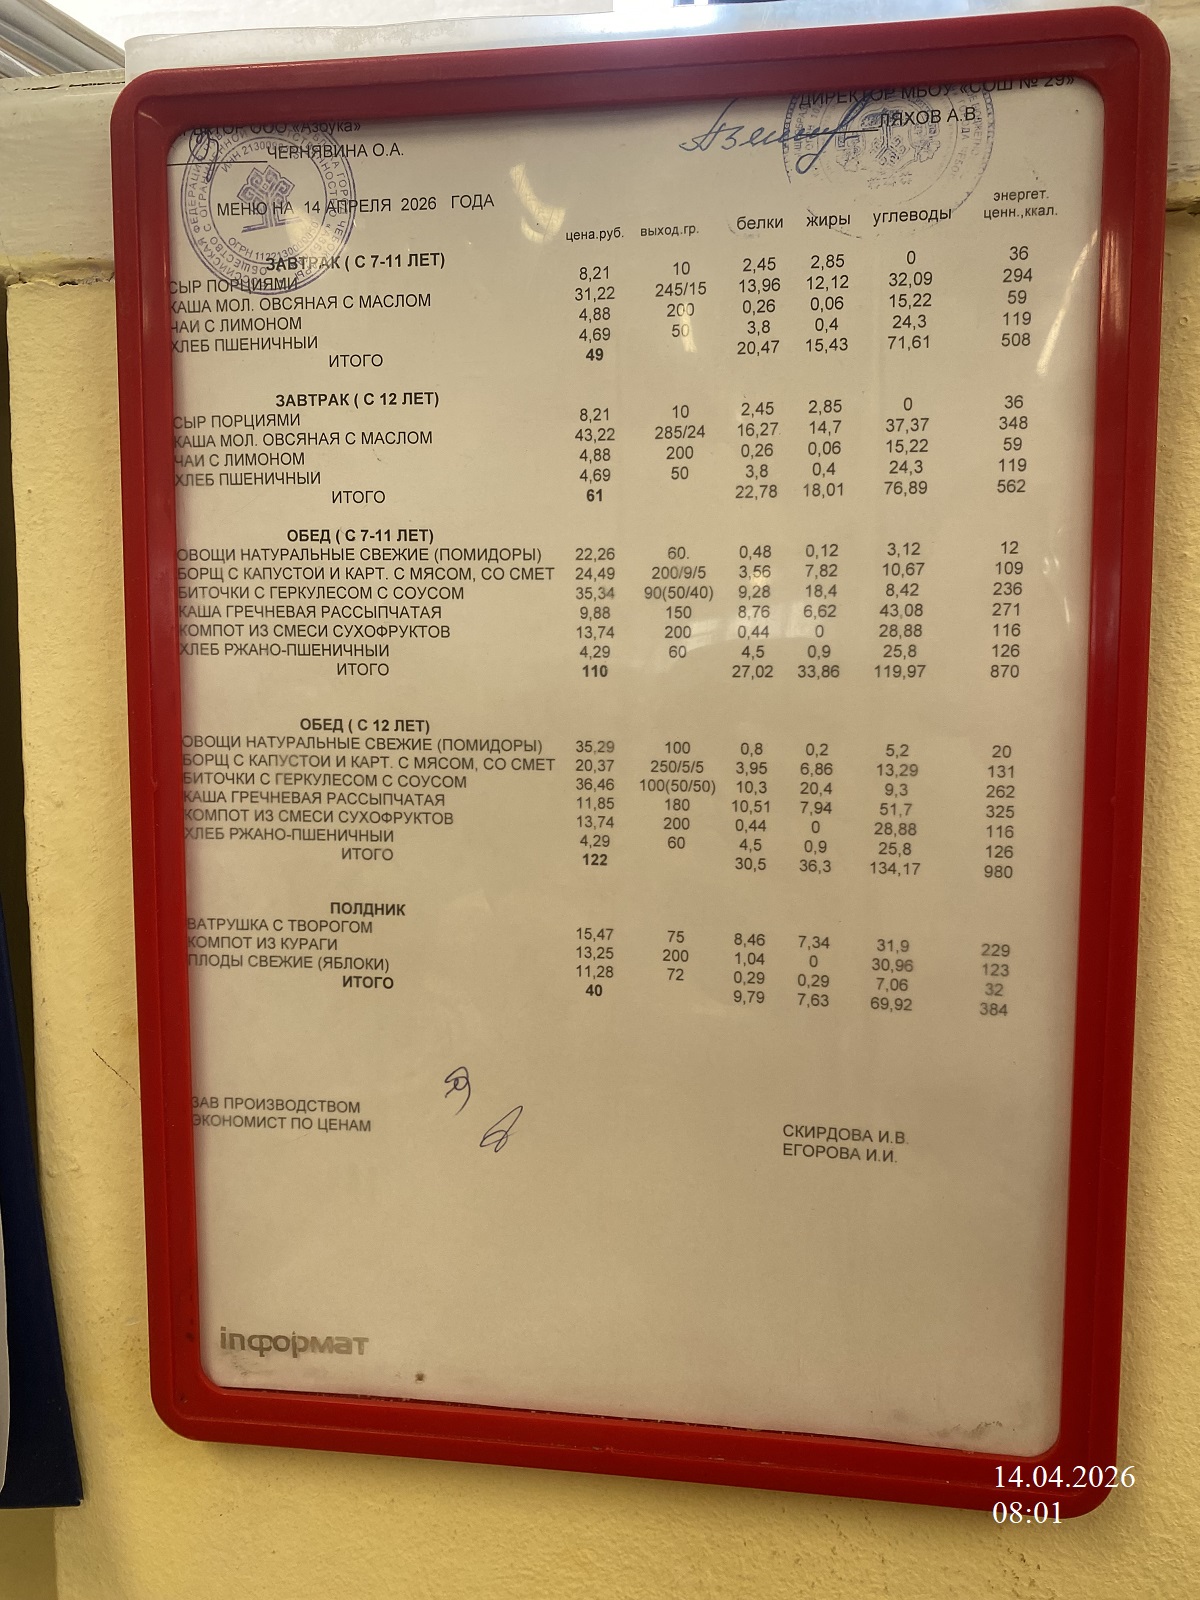 ООО «Азбука»
ДИРЕКТОР МБОУ «СОШ № 29»
ЧЕРНЯВИНА О.А.
ЛЯХОВ А.В.
МЕНЮ НА 14 АПРЕЛЯ 2026 ГОДА
цена.руб. выход.гр. белки жиры углеводы энергет. ценн.,ккал.
ЗАВТРАК ( С 7-11 ЛЕТ)
СЫР ПОРЦИЯМИ 8,21 10 2,45 2,85 0 36
КАША МОЛ. ОВСЯНАЯ С МАСЛОМ 31,22 245/15 13,96 12,12 32,09 294
ЧАЙ С ЛИМОНОМ 4,88 200 0,26 0,06 15,22 59
ХЛЕБ ПШЕНИЧНЫЙ 4,69 50 3,8 0,4 24,3 119
ИТОГО 49 20,47 15,43 71,61 508
ЗАВТРАК ( С 12 ЛЕТ)
СЫР ПОРЦИЯМИ 8,21 10 2,45 2,85 0 36
КАША МОЛ. ОВСЯНАЯ С МАСЛОМ 43,22 285/24 16,27 14,7 37,37 348
ЧАЙ С ЛИМОНОМ 4,88 200 0,26 0,06 15,22 59
ХЛЕБ ПШЕНИЧНЫЙ 4,69 50 3,8 0,4 24,3 119
ИТОГО 61 22,78 18,01 76,89 562
ОБЕД ( С 7-11 ЛЕТ)
ОВОЩИ НАТУРАЛЬНЫЕ СВЕЖИЕ (ПОМИДОРЫ) 22,26 60. 0,48 0,12 3,12 12
БОРЩ С КАПУСТОЙ И КАРТ. С МЯСОМ, СО СМЕТ 24,49 200/9/5 3,56 7,82 10,67 109
БИТОЧКИ С ГЕРКУЛЕСОМ С СОУСОМ 35,34 90(50/40) 9,28 18,4 8,42 236
КАША ГРЕЧНЕВАЯ РАССЫПЧАТАЯ 9,88 150 8,76 6,62 43,08 271
КОМПОТ ИЗ СМЕСИ СУХОФРУКТОВ 13,74 200 0,44 0 28,88 116
ХЛЕБ РЖАНО-ПШЕНИЧНЫЙ 4,29 60 4,5 0,9 25,8 126
ИТОГО 110 27,02 33,86 119,97 870
ОБЕД ( С 12 ЛЕТ)
ОВОЩИ НАТУРАЛЬНЫЕ СВЕЖИЕ (ПОМИДОРЫ) 35,29 100 0,8 0,2 5,2 20
БОРЩ С КАПУСТОЙ И КАРТ. С МЯСОМ, СО СМЕТ 20,37 250/5/5 3,95 6,86 13,29 131
БИТОЧКИ С ГЕРКУЛЕСОМ С СОУСОМ 36,46 100(50/50) 10,3 20,4 9,3 262
КАША ГРЕЧНЕВАЯ РАССЫПЧАТАЯ 11,85 180 10,51 7,94 51,7 325
КОМПОТ ИЗ СМЕСИ СУХОФРУКТОВ 13,74 200 0,44 0 28,88 116
ХЛЕБ РЖАНО-ПШЕНИЧНЫЙ 4,29 60 4,5 0,9 25,8 126
ИТОГО 122 30,5 36,3 134,17 980
ПОЛДНИК
ВАТРУШКА С ТВОРОГОМ 15,47 75 8,46 7,34 31,9 229
КОМПОТ ИЗ КУРАГИ 13,25 200 1,04 0 30,96 123
ПЛОДЫ СВЕЖИЕ (ЯБЛОКИ) 11,28 72 0,29 0,29 7,06 32
ИТОГО 40 9,79 7,63 69,92 384
ЗАВ ПРОИЗВОДСТВОМ СКИРДОВА И.В.
ЭКОНОМИСТ ПО ЦЕНАМ ЕГОРОВА И.И.
inформат
14.04.2026
08:01